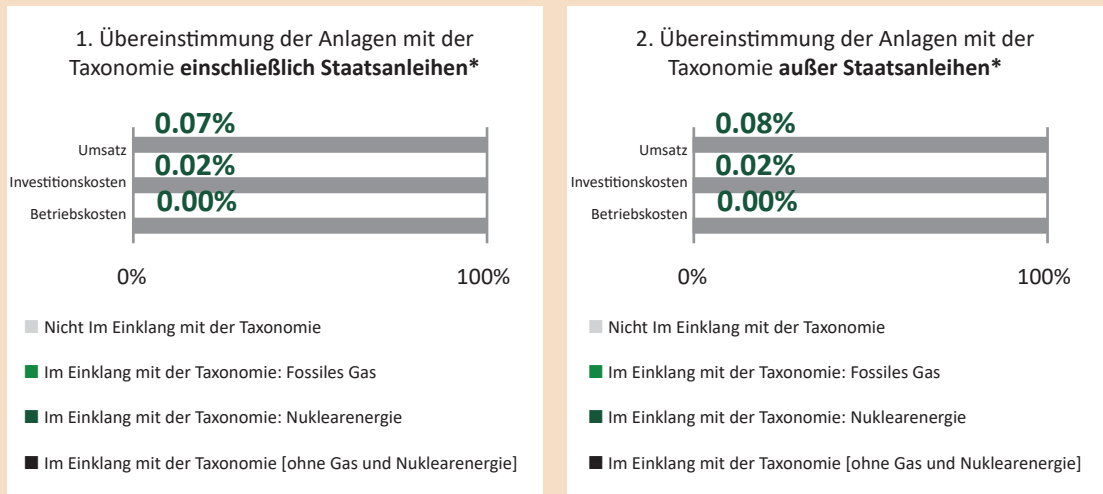 1. Übereinstimmung der Anlagen mit der
Taxonomie einschließlich Staatsanleihen*
0.07%
Umsatz
0.02%
Investitionskosten
0.00%
Betriebskosten
0%
100%
Nicht Im Einklang mit der Taxonomie
Im Einklang mit der Taxonomie: Fossiles Gas
Im Einklang mit der Taxonomie: Nuklearenergie
Im Einklang mit der Taxonomie [ohne Gas und Nuklearenergie]
2. Übereinstimmung der Anlagen mit der
Taxonomie außer Staatsanleihen*
0.08%
Umsatz
0.02%
Investitionskosten
0.00%
Betriebskosten
0%
100%
Nicht Im Einklang mit der Taxonomie
Im Einklang mit der Taxonomie: Fossiles Gas
Im Einklang mit der Taxonomie: Nuklearenergie
Im Einklang mit der Taxonomie [ohne Gas und Nuklearenergie]